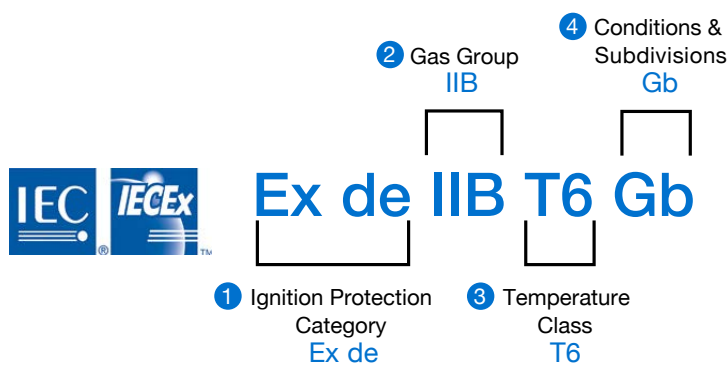 4 Conditions &
Subdivisions
Gb
2 Gas Group
IIB
IEC ®
IECEx ™
Ex de IIB T6 Gb
1 Ignition Protection
Category
Ex de
3 Temperature
Class
T6